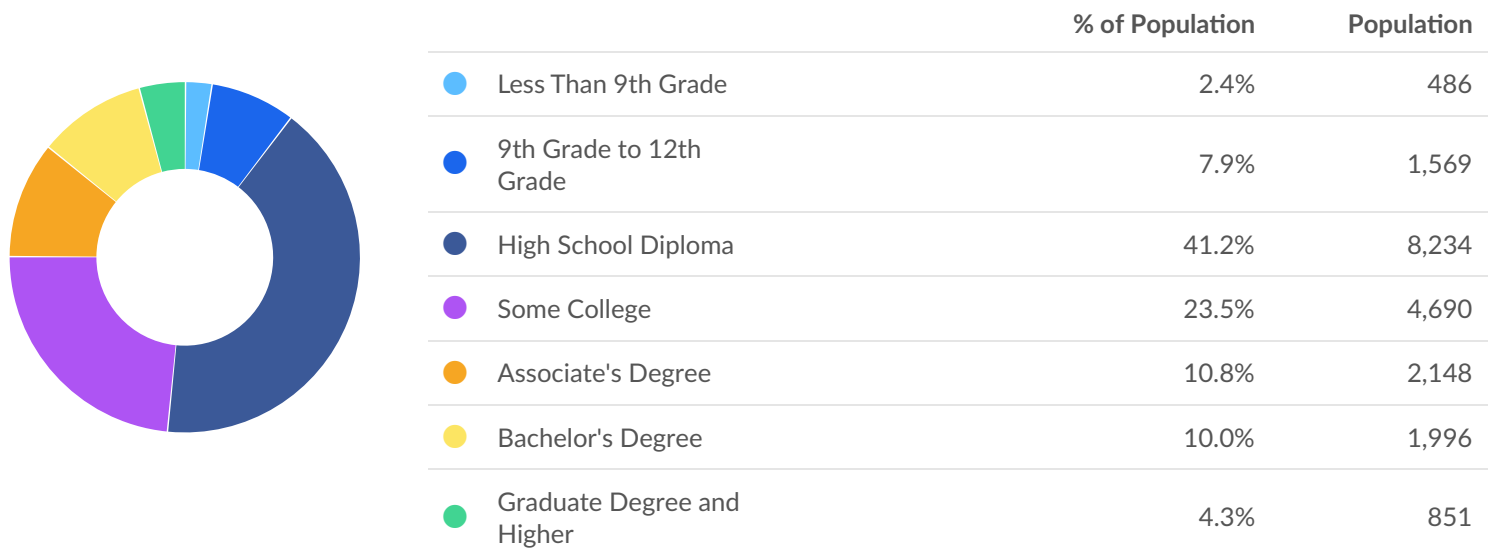 % of Population Population
Less Than 9th Grade 2.4% 486
9th Grade to 12th
Grade 7.9% 1,569
High School Diploma 41.2% 8,234
Some College 23.5% 4,690
Associate's Degree 10.8% 2,148
Bachelor's Degree 10.0% 1,996
Graduate Degree and
Higher 4.3% 851